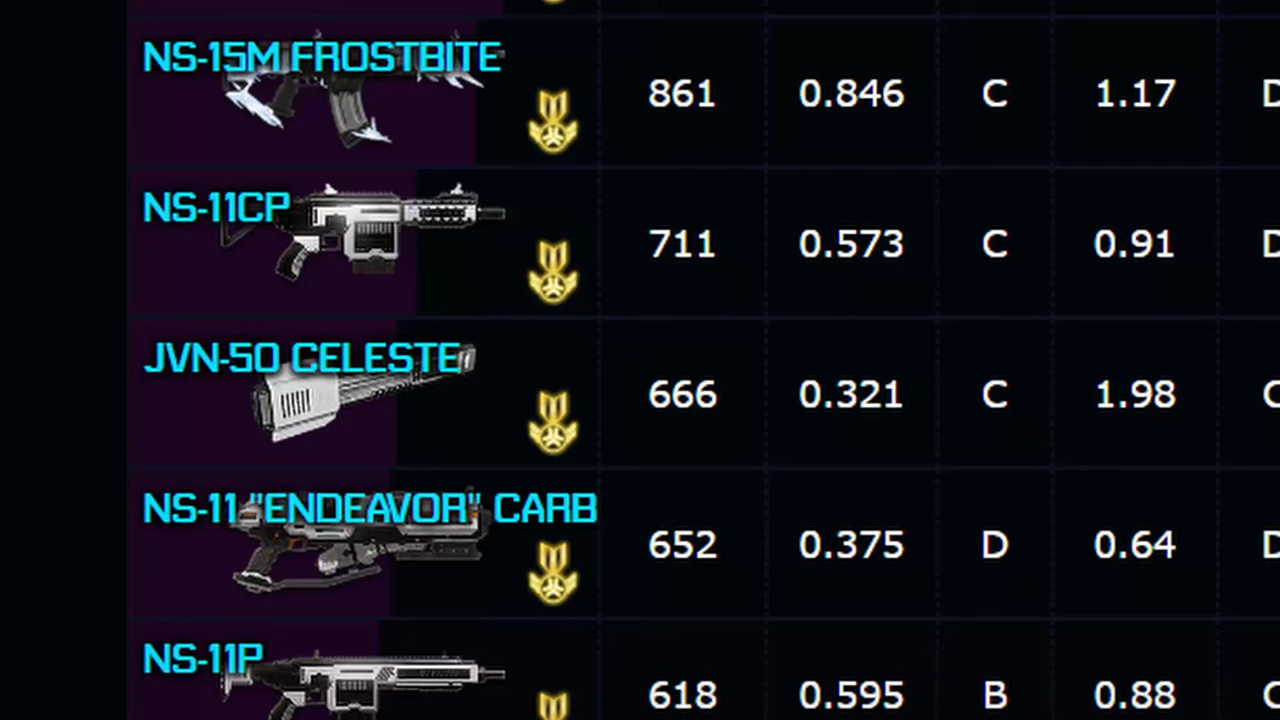 NS-15M FROSTBITE 861 0.846 C 1.17 D
NS-11CP 711 0.573 C 0.91 D
JVN-50 CELESTE 666 0.321 C 1.98 C
NS-11 "ENDEAVOR" CARB 652 0.375 D 0.64 D
NS-11P 618 0.595 B 0.88 C